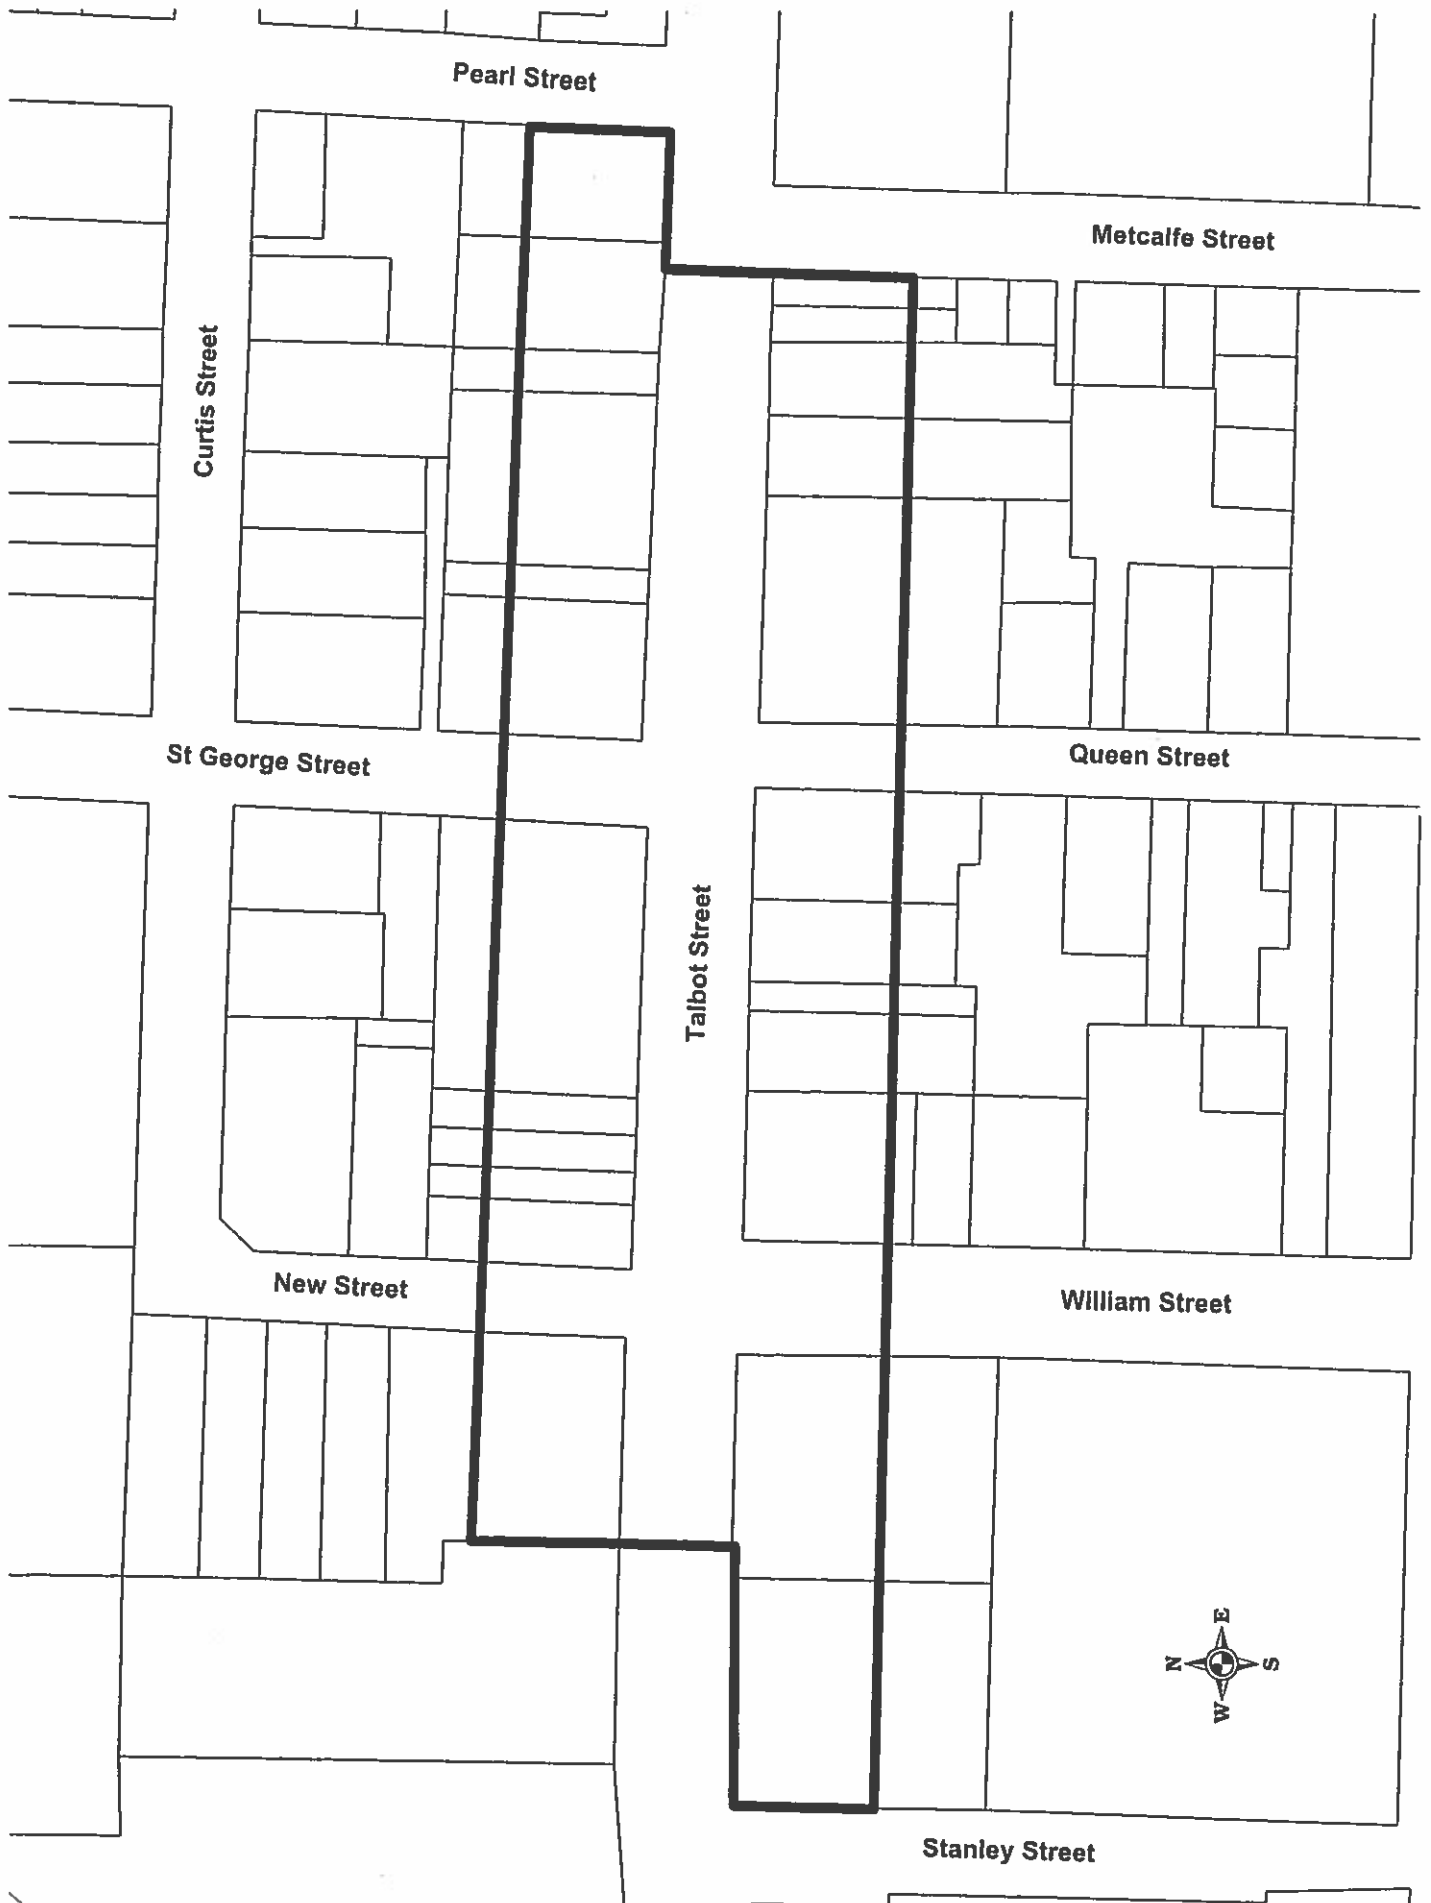 Pearl Street
Metcalfe Street
Curtis Street
St George Street
Queen Street
Talbot Street
New Street
William Street
E
N
S
W
Stanley Street